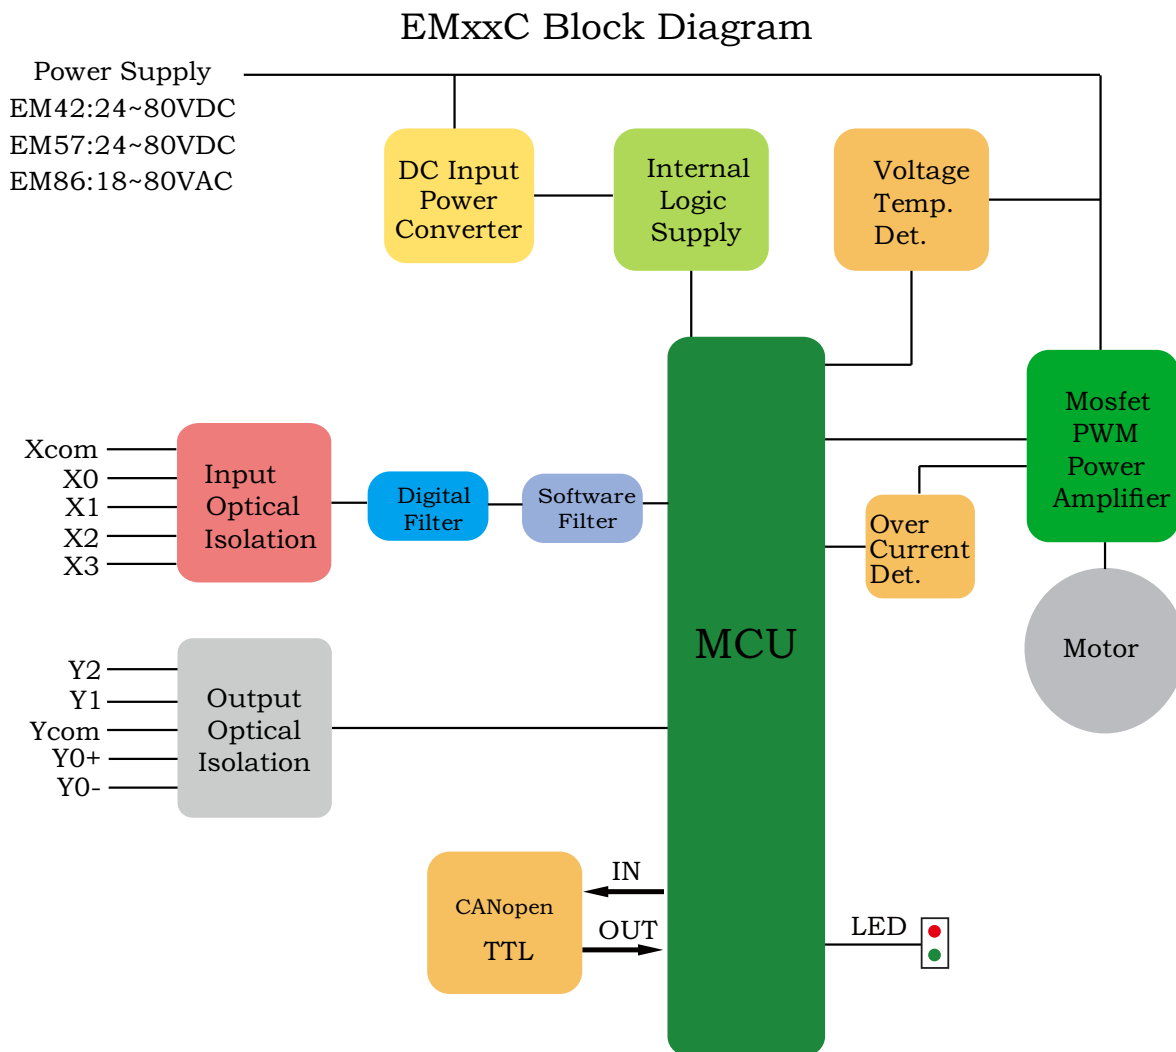 EMxxC Block Diagram
Power Supply
EM42:24~80VDC
EM57:24~80VDC
EM86:18~80VAC
DC Input
Power
Converter
Internal
Logic
Supply
Voltage
Temp.
Det.
Mosfet
PWM
Power
Amplifier
Xcom
X0
X1
X2
X3
Input
Optical
Isolation
Digital
Filter
Software
Filter
Over
Current
Det.
MCU
Motor
Y2
Y1
Ycom
Y0+
Y0-
Output
Optical
Isolation
CANopen
TTL
IN
OUT
LED